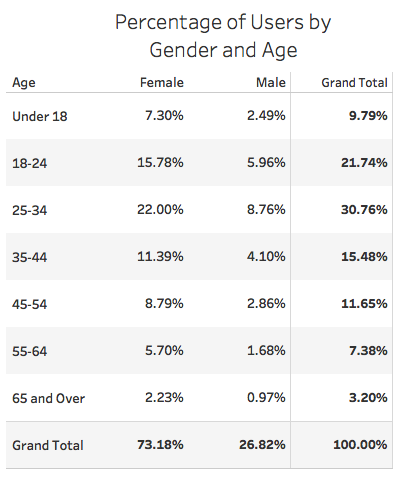 Percentage of Users by
Gender and Age
Age Female Male Grand Total
Under 18 7.30% 2.49% 9.79%
18-24 15.78% 5.96% 21.74%
25-34 22.00% 8.76% 30.76%
35-44 11.39% 4.10% 15.48%
45-54 8.79% 2.86% 11.65%
55-64 5.70% 1.68% 7.38%
65 and Over 2.23% 0.97% 3.20%
Grand Total 73.18% 26.82% 100.00%